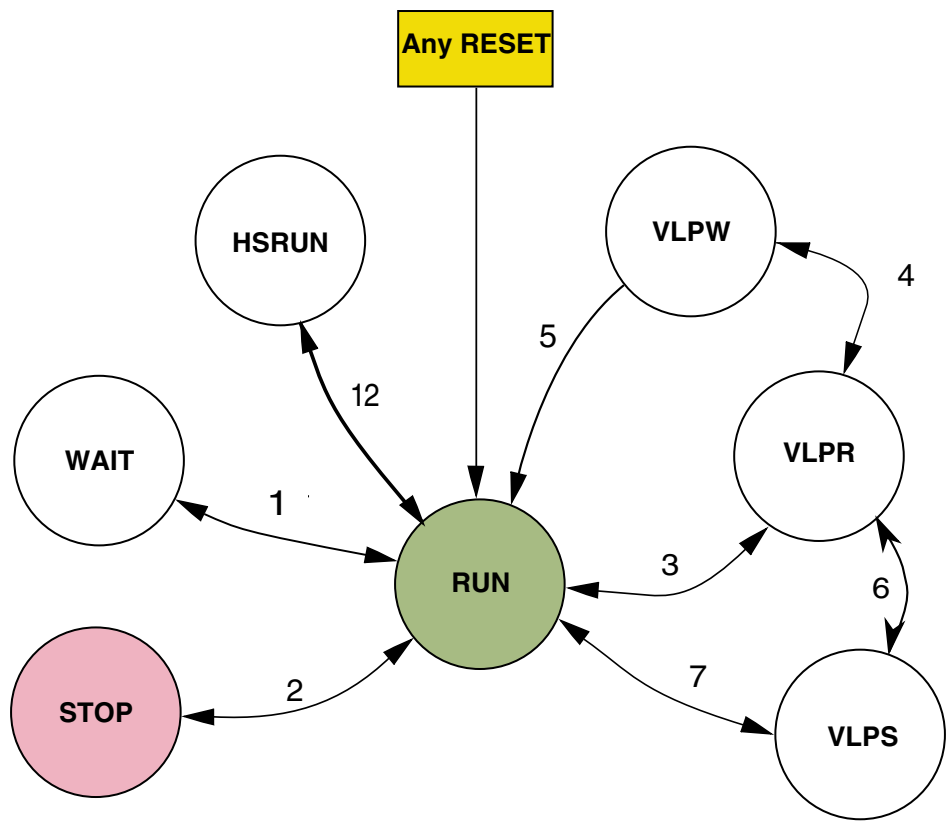 Any RESET
VLPW
HSRUN
4
5
12
VLPR
WAIT
1
3
RUN
6
7
2
STOP
VLPS